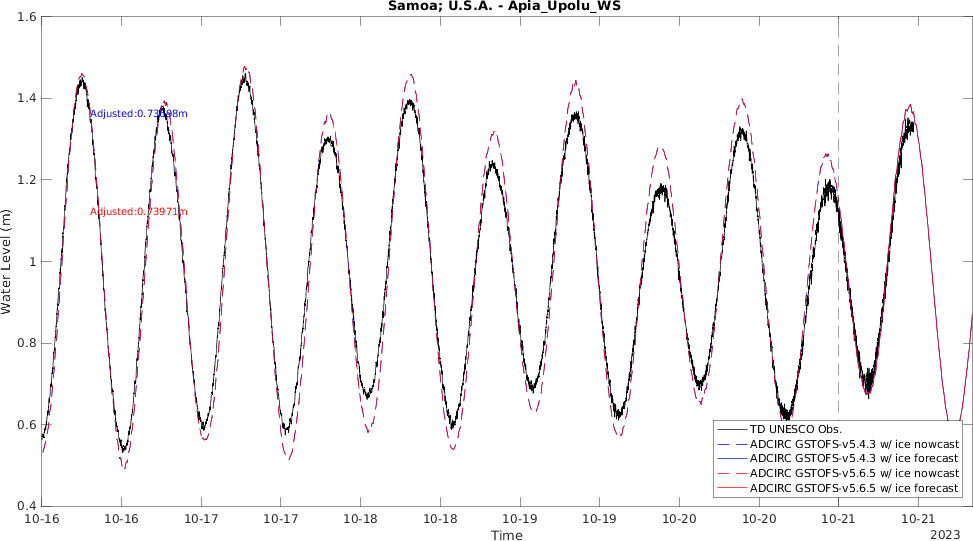 Samoa; U.S.A. - Apia_Upolu_WS
Water Level (m)
1.6
1.4
1.2
1
0.8
0.6
0.4
Adjusted:0.73971m
10-16 10-16 10-17 10-17 10-18 10-18 10-19 10-19 10-20 10-20 10-21 10-21
2023
Time
TD UNESCO Obs.
ADCIRC GSTOFS-v5.4.3 w/ ice nowcast
ADCIRC GSTOFS-v5.4.3 w/ ice forecast
ADCIRC GSTOFS-v5.6.5 w/ ice nowcast
ADCIRC GSTOFS-v5.6.5 w/ ice forecast